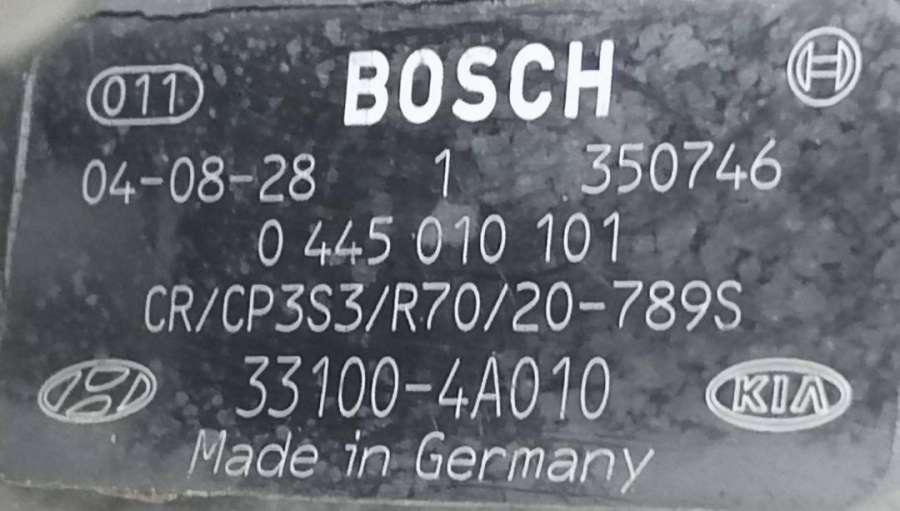 011 BOSCH H
04-08-28 1 350746
0 445 010 101
CR/CP3S3/R70/20-789S
33100-4A010 KIA
Made in Germany